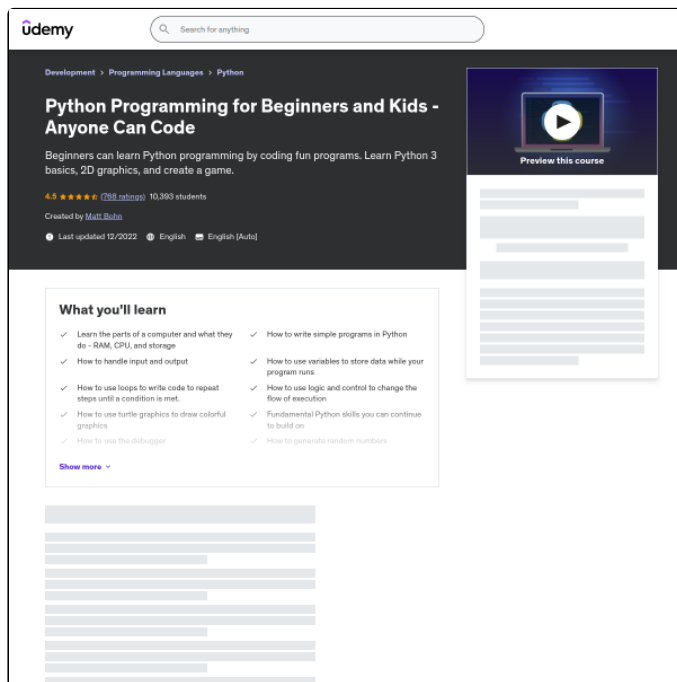 ûdemy
Search for anything
Development > Programming Languages > Python
Python Programming for Beginners and Kids -
Anyone Can Code
Beginners can learn Python programming by coding fun programs. Learn Python 3
basics, 2D graphics, and create a game.
4.5 (768 ratings) 10,393 students
Created by Matt Bohn
Last updated 12/2022 English English [Auto]
Preview this course
What you'll learn
Learn the parts of a computer and what they
do - RAM, CPU, and storage
How to write simple programs in Python
How to handle input and output
How to use variables to store data while your
program runs
How to use loops to write code to repeat
steps until a condition is met.
How to use logic and control to change the
flow of execution
How to use turtle graphics to draw colorful
graphics
Fundamental Python skills you can continue
to build on
How to use the debugger
How to generate random numbers
Show more